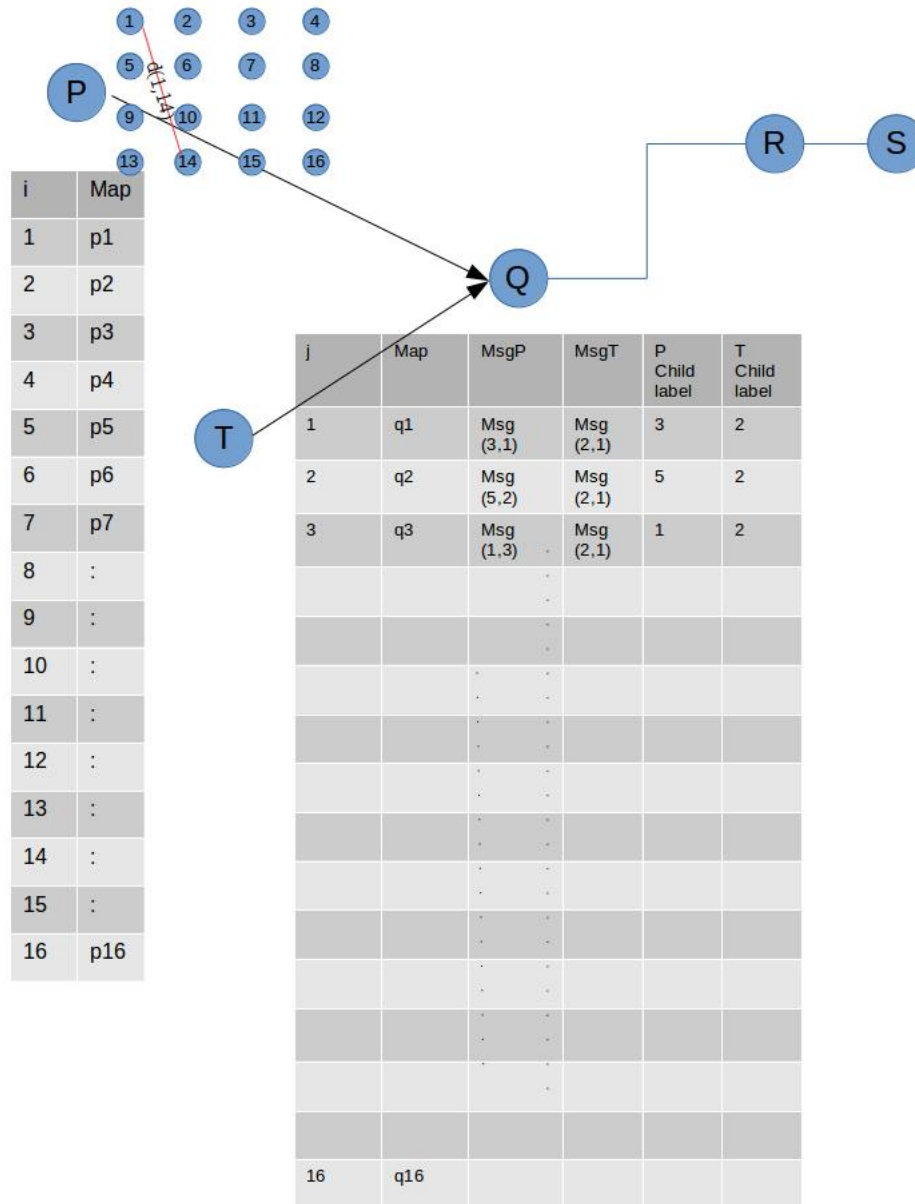 1 2 3 4
5 6 7 8
9 10 11 12
13 14 15 16
d(1,14)
P
R S
Q
T
i Map
1 p1
2 p2
3 p3
4 p4
5 p5
6 p6
7 p7
8 :
9 :
10 :
11 :
12 :
13 :
14 :
15 :
16 p16
j Map MsgP MsgT P T
Child Child
label label
1 q1 Msg Msg 3 2
(3,1) (2,1)
2 q2 Msg Msg 5 2
(5,2) (2,1)
3 q3 Msg Msg 1 2
(1,3) (2,1)
16 q16